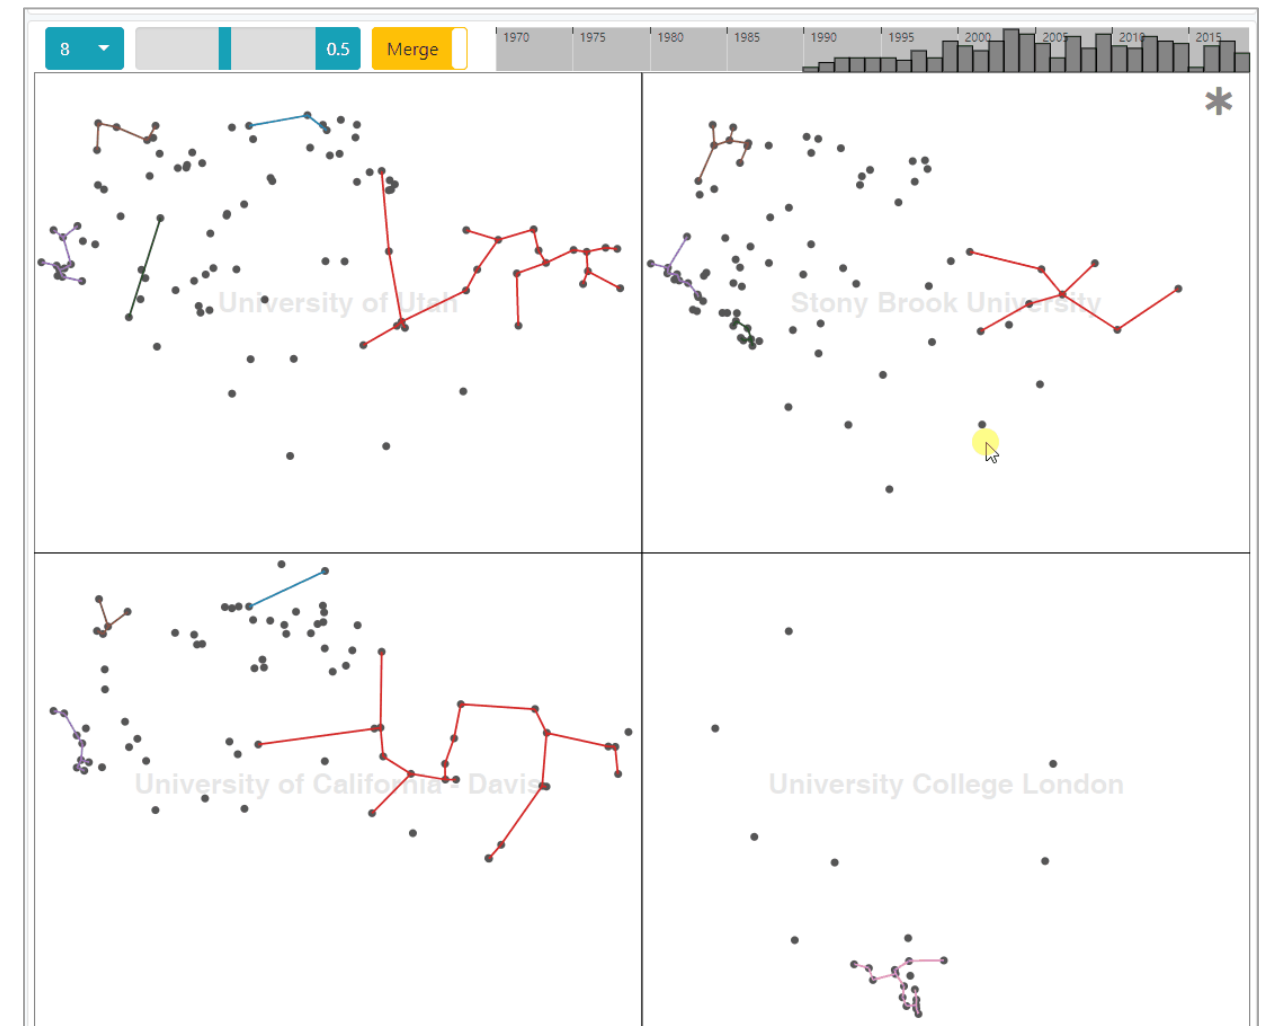 8
0.5
Merge
1970 1975 1980 1985 1990 1995 2000 2005 2010 2015
University of Utah
Stony Brook University
University of California - Davis
University College London